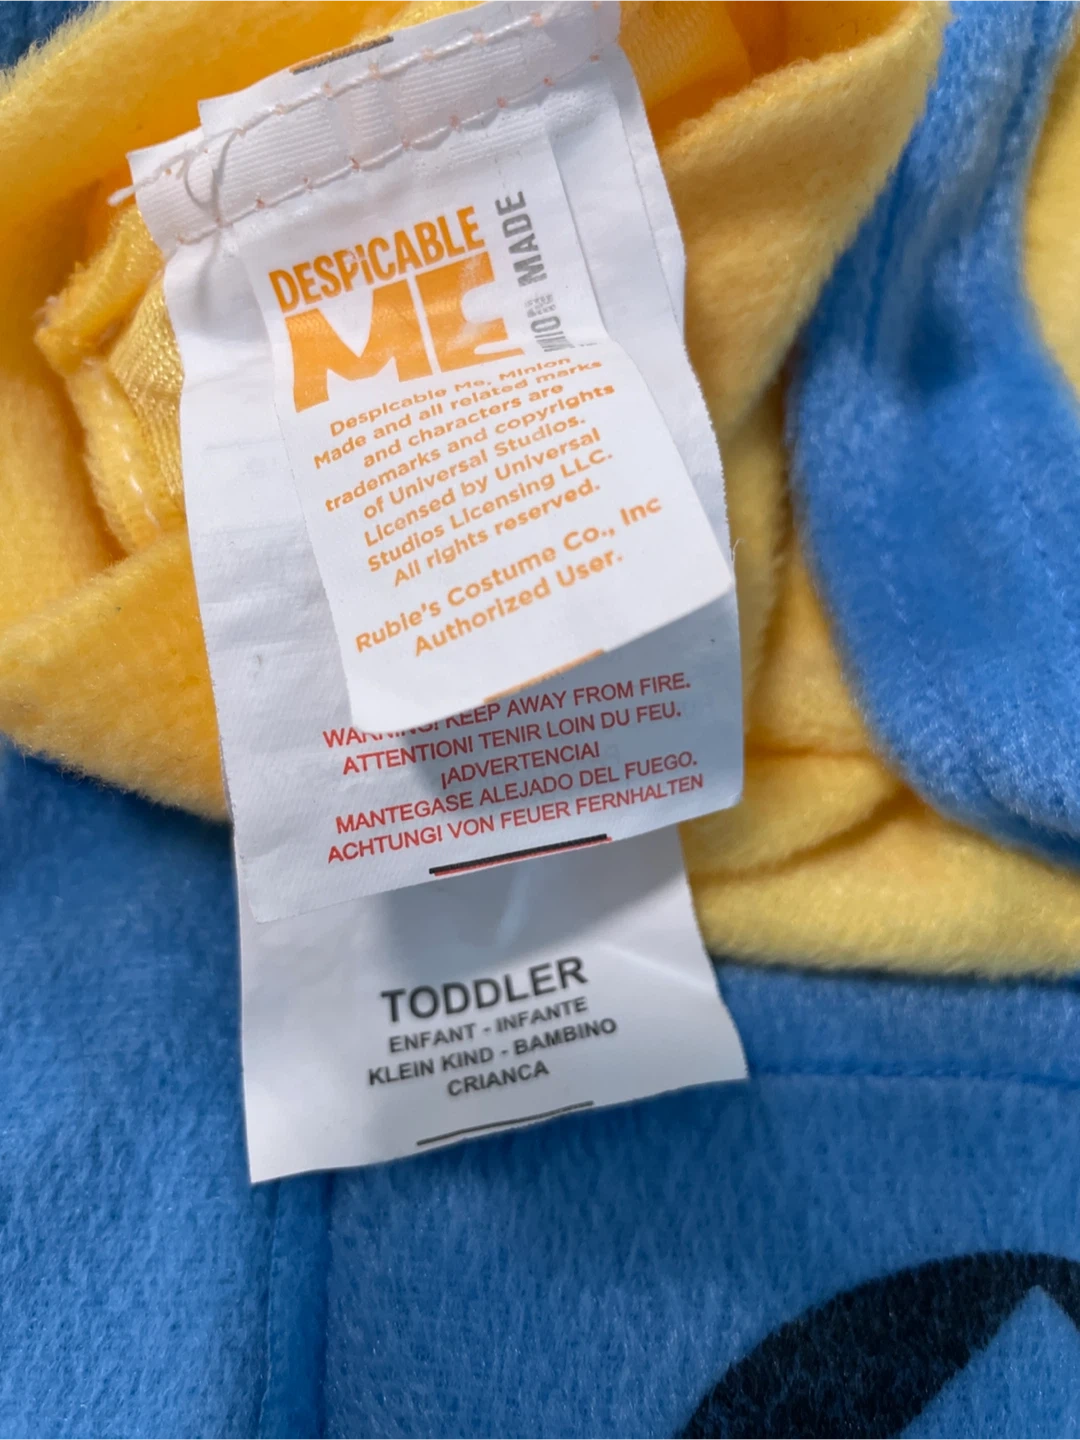 DESPICABLE
ME
MADE
Despicable Me, Minion
Made and all related marks
and characters are
trademarks and copyrights
of Universal Studios.
Licensed by Universal
Studios Licensing LLC.
All rights reserved.
Rubie's Costume Co., Inc
Authorized User.
WARNING! KEEP AWAY FROM FIRE.
ATTENTION! TENIR LOIN DU FEU.
¡ADVERTENCIA!
MANTEGASE ALEJADO DEL FUEGO.
ACHTUNG! VON FEUER FERNHALTEN
TODDLER
ENFANT - INFANTE
KLEIN KIND - BAMBINO
CRIANCA